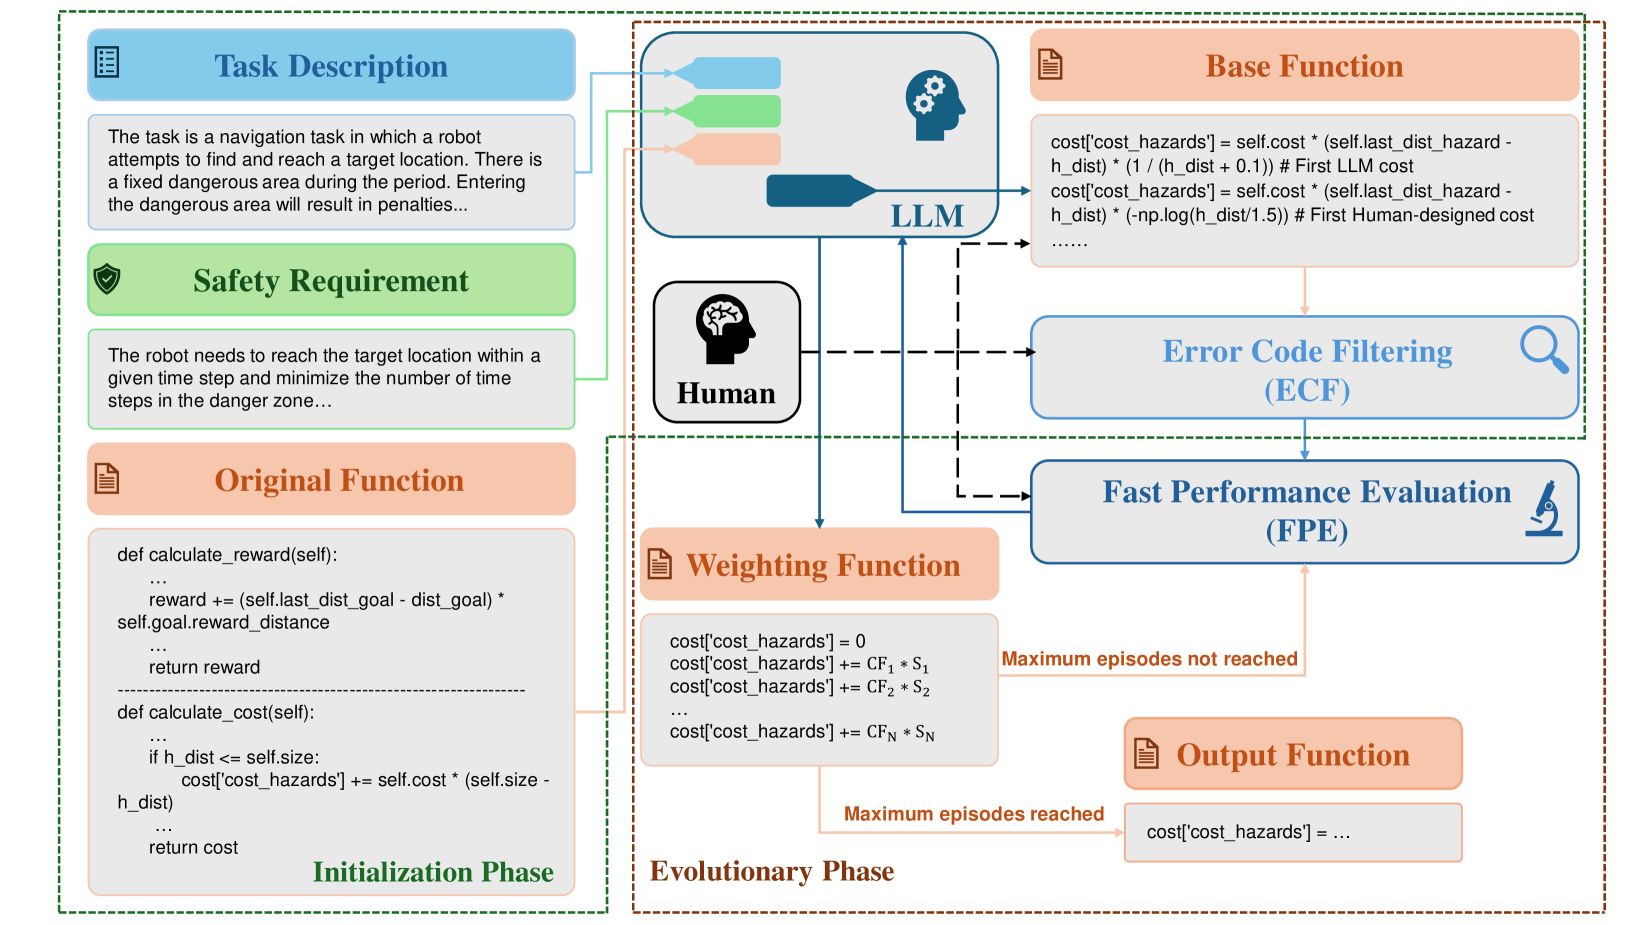 Task Description
The task is a navigation task in which a robot
attempts to find and reach a target location. There is
a fixed dangerous area during the period. Entering
the dangerous area will result in penalties...
Safety Requirement
The robot needs to reach the target location within a
given time step and minimize the number of time
steps in the danger zone…
Original Function
def calculate_reward(self):
…
reward += (self.last_dist_goal - dist_goal) *
self.goal.reward_distance
…
return reward
------------------------------------------------------------------
def calculate_cost(self):
…
if h_dist <= self.size:
cost['cost_hazards'] += self.cost * (self.size -
h_dist)
…
return cost
Initialization Phase
LLM
Human
Base Function
cost['cost_hazards'] = self.cost * (self.last_dist_hazard -
h_dist) * (1 / (h_dist + 0.1)) # First LLM cost
cost['cost_hazards'] = self.cost * (self.last_dist_hazard -
h_dist) * (-np.log(h_dist/1.5)) # First Human-designed cost
……
Error Code Filtering
(ECF)
Fast Performance Evaluation
(FPE)
Weighting Function
cost['cost_hazards'] = 0
cost['cost_hazards'] += CF₁ ∗ S₁
cost['cost_hazards'] += CF₂ ∗ S₂
…
cost['cost_hazards'] += CF_N ∗ S_N
Maximum episodes not reached
Maximum episodes reached
Output Function
cost['cost_hazards'] = …
Evolutionary Phase